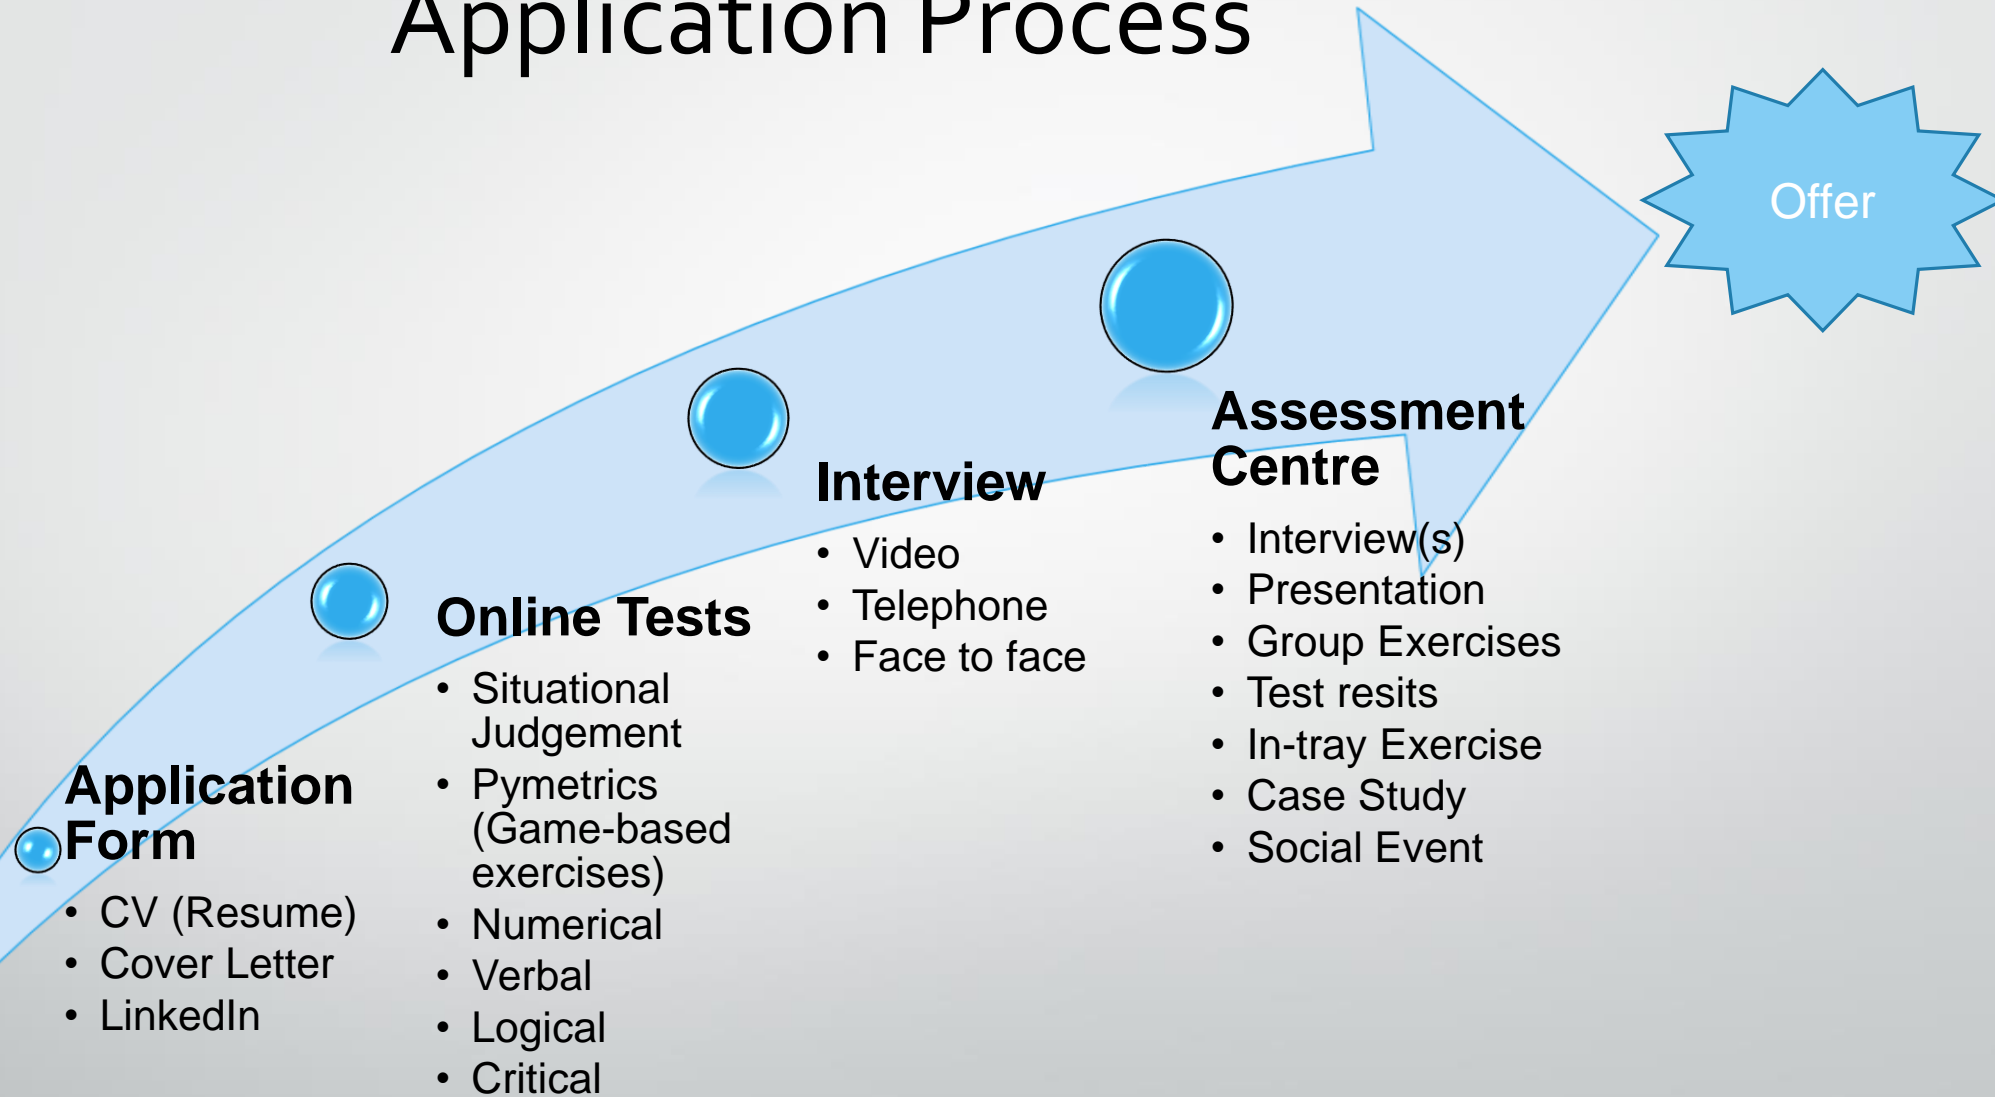 Application Process
Offer
Application
Form
• CV (Resume)
• Cover Letter
• LinkedIn
Online Tests
• Situational
Judgement
• Pymetrics
(Game-based
exercises)
• Numerical
• Verbal
• Logical
• Critical
Interview
• Video
• Telephone
• Face to face
Assessment
Centre
• Interview(s)
• Presentation
• Group Exercises
• Test resits
• In-tray Exercise
• Case Study
• Social Event